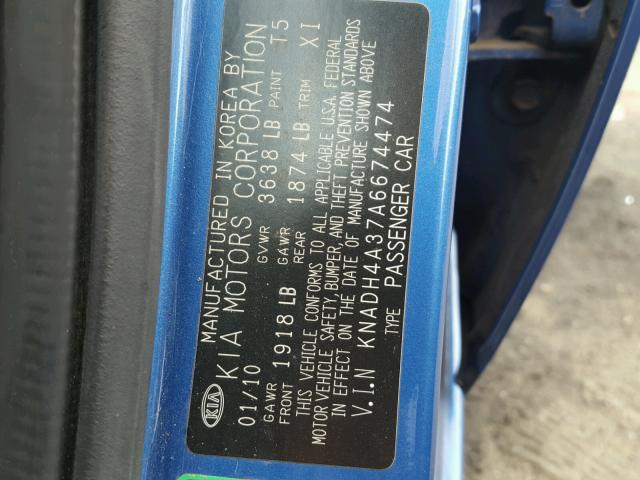 KIA
MANUFACTURED IN KOREA BY
KIA MOTORS CORPORATION
01/10 GVWR 3638 LB PAINT T5
GAWR FRONT 1918 LB GAWR REAR 1874 LB TRIM XI
THIS VEHICLE CONFORMS TO ALL APPLICABLE U.S.A. FEDERAL
MOTOR VEHICLE SAFETY, BUMPER, AND THEFT PREVENTION STANDARDS
IN EFFECT ON THE DATE OF MANUFACTURE SHOWN ABOVE
V.I.N KNADH4A37A6674474
TYPE PASSENGER CAR